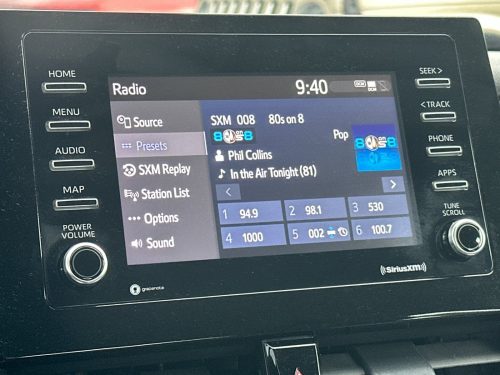 HOME
MENU
AUDIO
MAP
POWER
VOLUME
Radio
9:40
DCM
Source
Presets
SXM Replay
Station List
Options
Sound
SXM 008 80s on 8
Pop
Phil Collins
In the Air Tonight (81)
1 94.9
2 98.1
3 530
4 1000
5 002
6 100.7
SEEK >
< TRACK
PHONE
APPS
TUNE
SCROLL
gracenote
SiriusXM